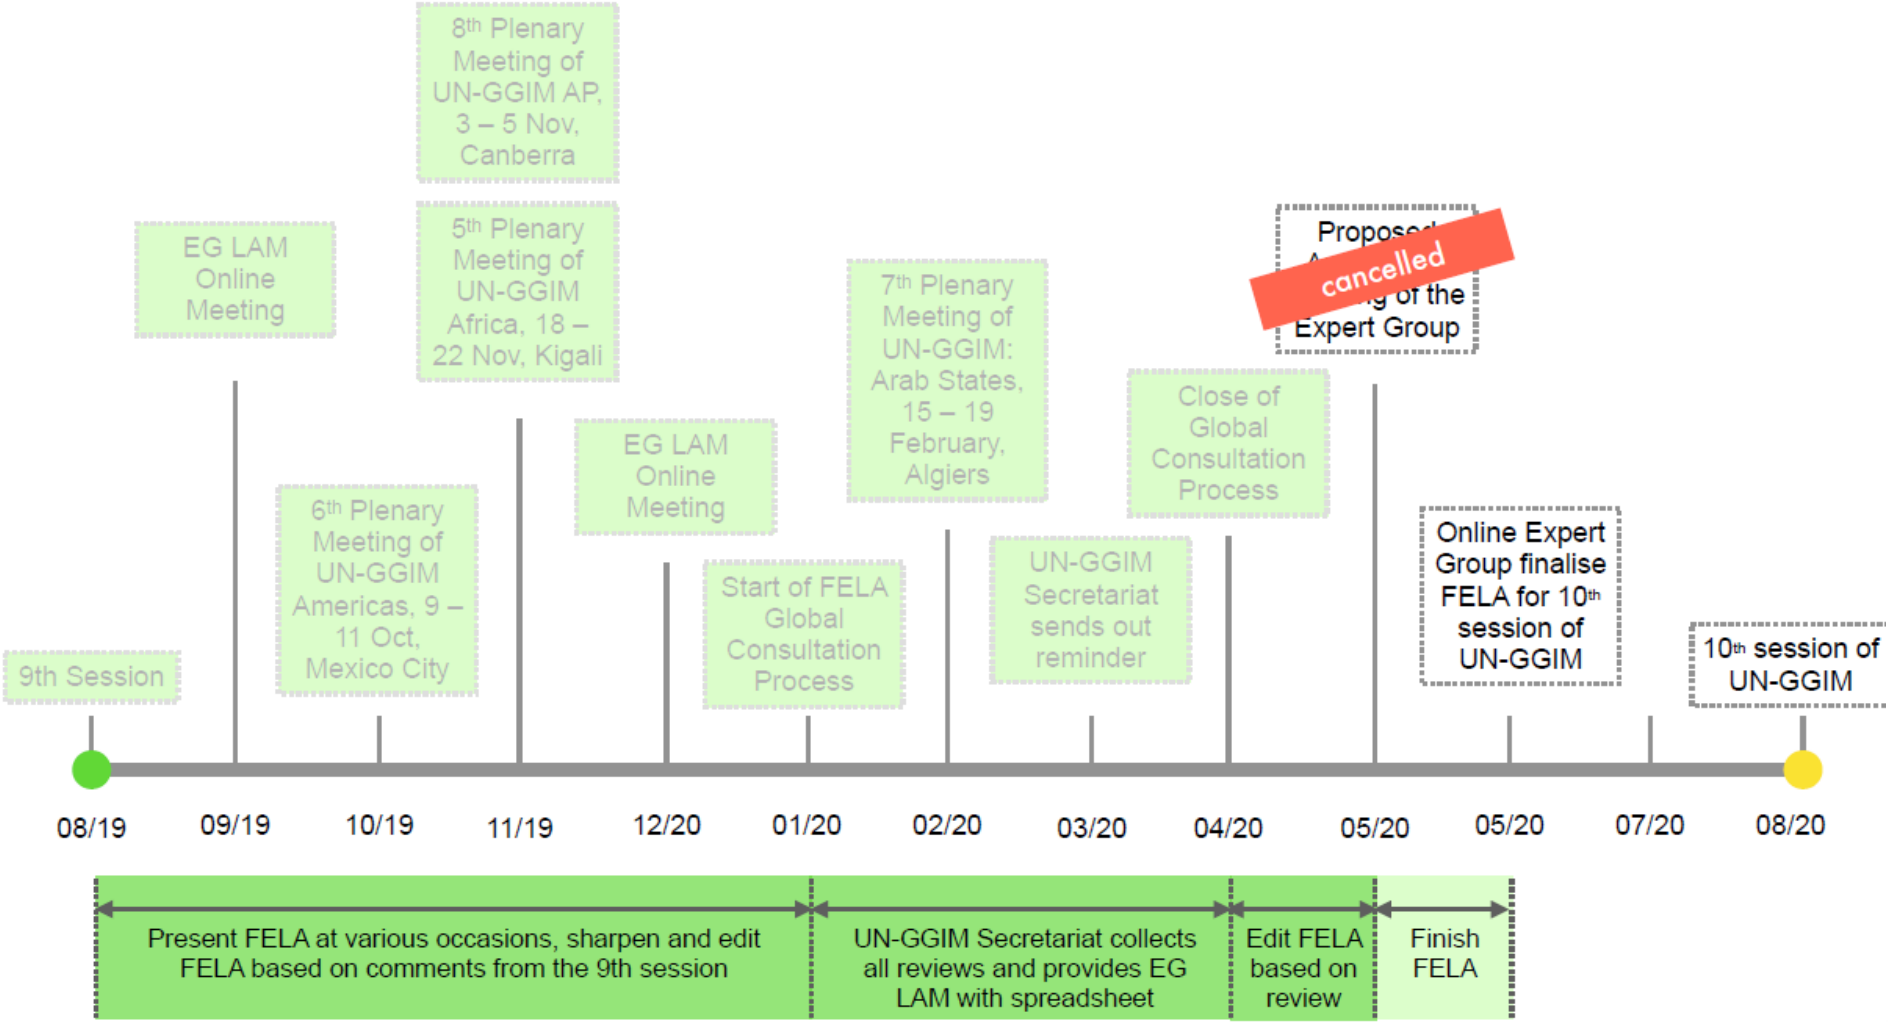 8th Plenary
Meeting of
UN-GGIM AP,
3 – 5 Nov,
Canberra
5th Plenary
Meeting of
UN-GGIM
Africa, 18 –
22 Nov, Kigali
EG LAM
Online
Meeting
6th Plenary
Meeting of
UN-GGIM
Americas, 9 –
11 Oct,
Mexico City
9th Session
EG LAM
Online
Meeting
Start of FELA
Global
Consultation
Process
7th Plenary
Meeting of
UN-GGIM:
Arab States,
15 – 19
February,
Algiers
UN-GGIM
Secretariat
sends out
reminder
Close of
Global
Consultation
Process
cancelled
of the
Expert Group
Online Expert
Group finalise
FELA for 10th
session of
UN-GGIM
10th session of
UN-GGIM
08/19
09/19
10/19
11/19
12/20
01/20
02/20
03/20
04/20
05/20
05/20
07/20
08/20
Present FELA at various occasions, sharpen and edit
FELA based on comments from the 9th session
UN-GGIM Secretariat collects
all reviews and provides EG
LAM with spreadsheet
Edit FELA
based on
review
Finish
FELA